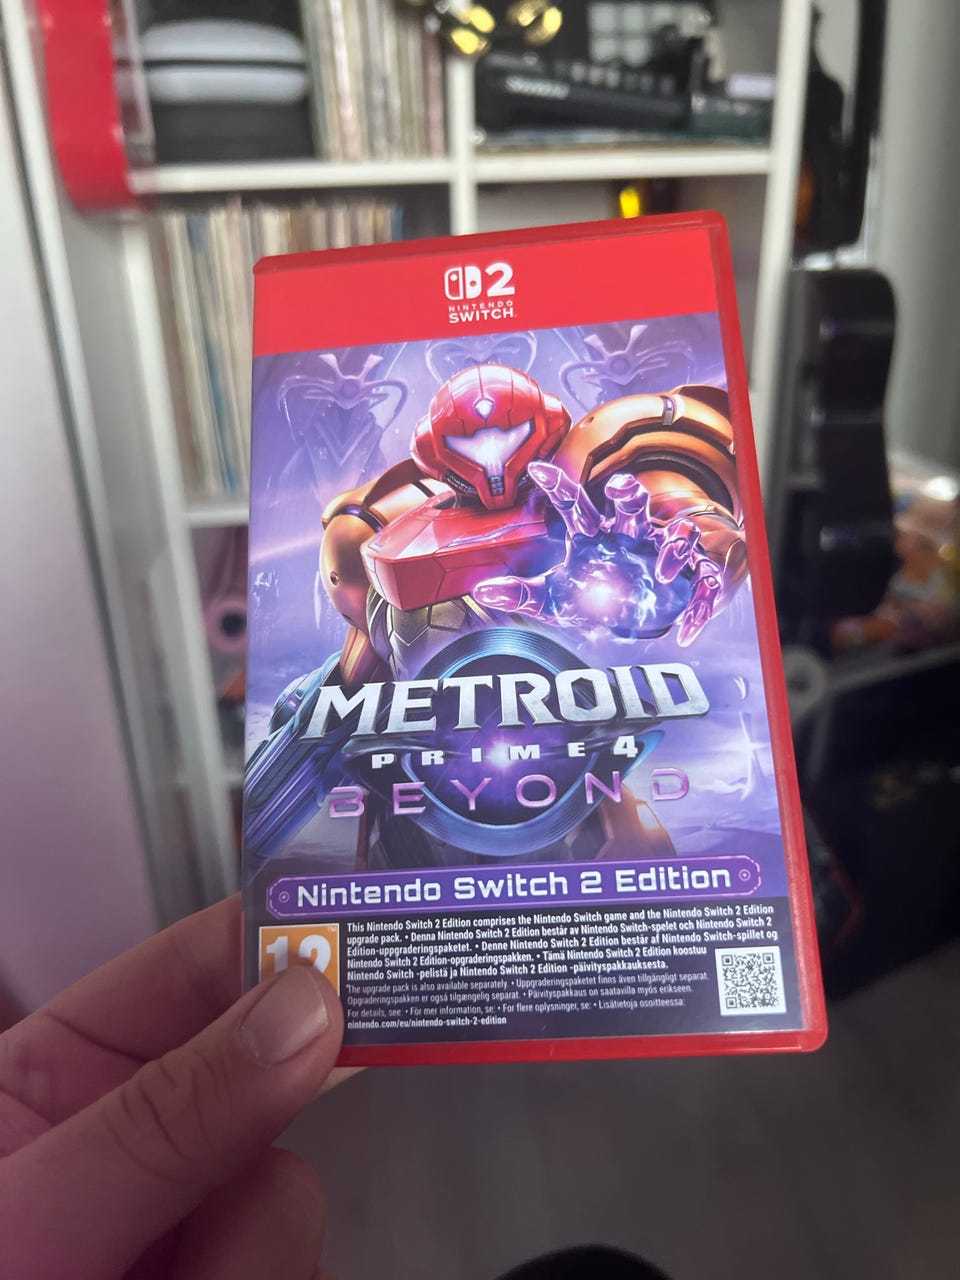 2
NINTENDO
SWITCH
METROID™
PRIME 4
BEYOND
Nintendo Switch 2 Edition
12™
This Nintendo Switch 2 Edition comprises the Nintendo Switch game and the Nintendo Switch 2 Edition
upgrade pack. • Denna Nintendo Switch 2 Edition består av Nintendo Switch-spelet och Nintendo Switch 2
Edition-uppgraderingspaketet. • Denne Nintendo Switch 2 Edition består af Nintendo Switch-spillet og
Nintendo Switch 2 Edition-opgraderingspakken. • Tämä Nintendo Switch 2 Edition koostuu
Nintendo Switch -pelistä ja Nintendo Switch 2 Edition -päivityspakkauksesta.
The upgrade pack is also available separately. • Uppgraderingspaketet finns även tillgängligt separat.
Opgraderingspakken er også tilgængelig separat. • Päivityspakkaus on saatavilla myös erikseen.
For details, see: • För mer information, se: • For flere oplysninger, se: • Lisätietoja osoitteessa:
nintendo.com/eu/nintendo-switch-2-edition